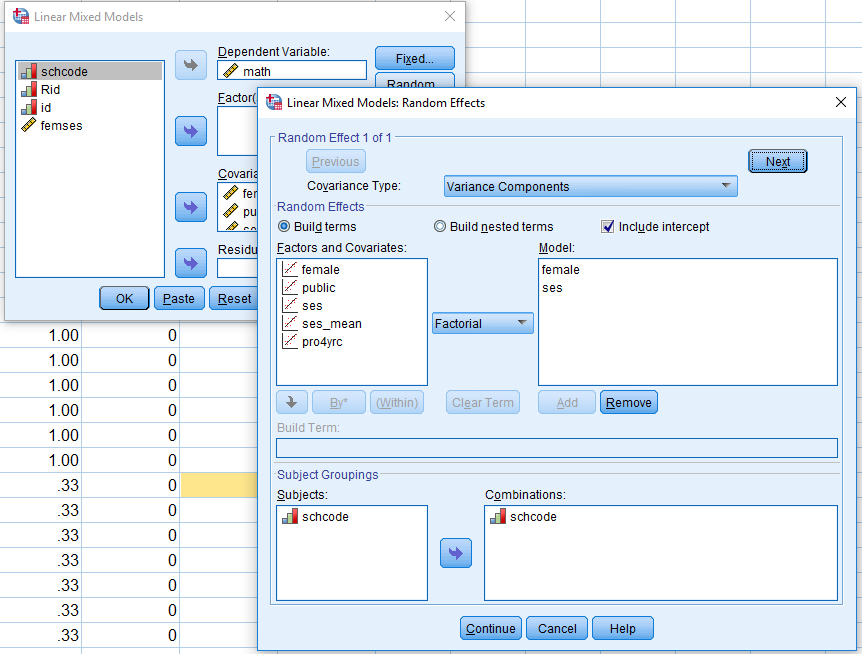 Linear Mixed Models
schcode
Rid
id
femses
Dependent Variable:
math
Factor(
Covaria
fer
pu
Residu
Fixed...
Random
OK
Paste
Reset
Linear Mixed Models: Random Effects
Random Effect 1 of 1
Previous
Next
Covariance Type:
Variance Components
Random Effects
Build terms
Build nested terms
Include intercept
Factors and Covariates:
Model:
female
public
ses
ses_mean
pro4yrc
Factorial
female
ses
By*
(Within)
Clear Term
Add
Remove
Build Term:
Subject Groupings
Subjects:
Combinations:
schcode
schcode
Continue
Cancel
Help
1.00 0
1.00 0
1.00 0
1.00 0
1.00 0
1.00 0
.33 0
.33 0
.33 0
.33 0
.33 0
.33 0
.33 0